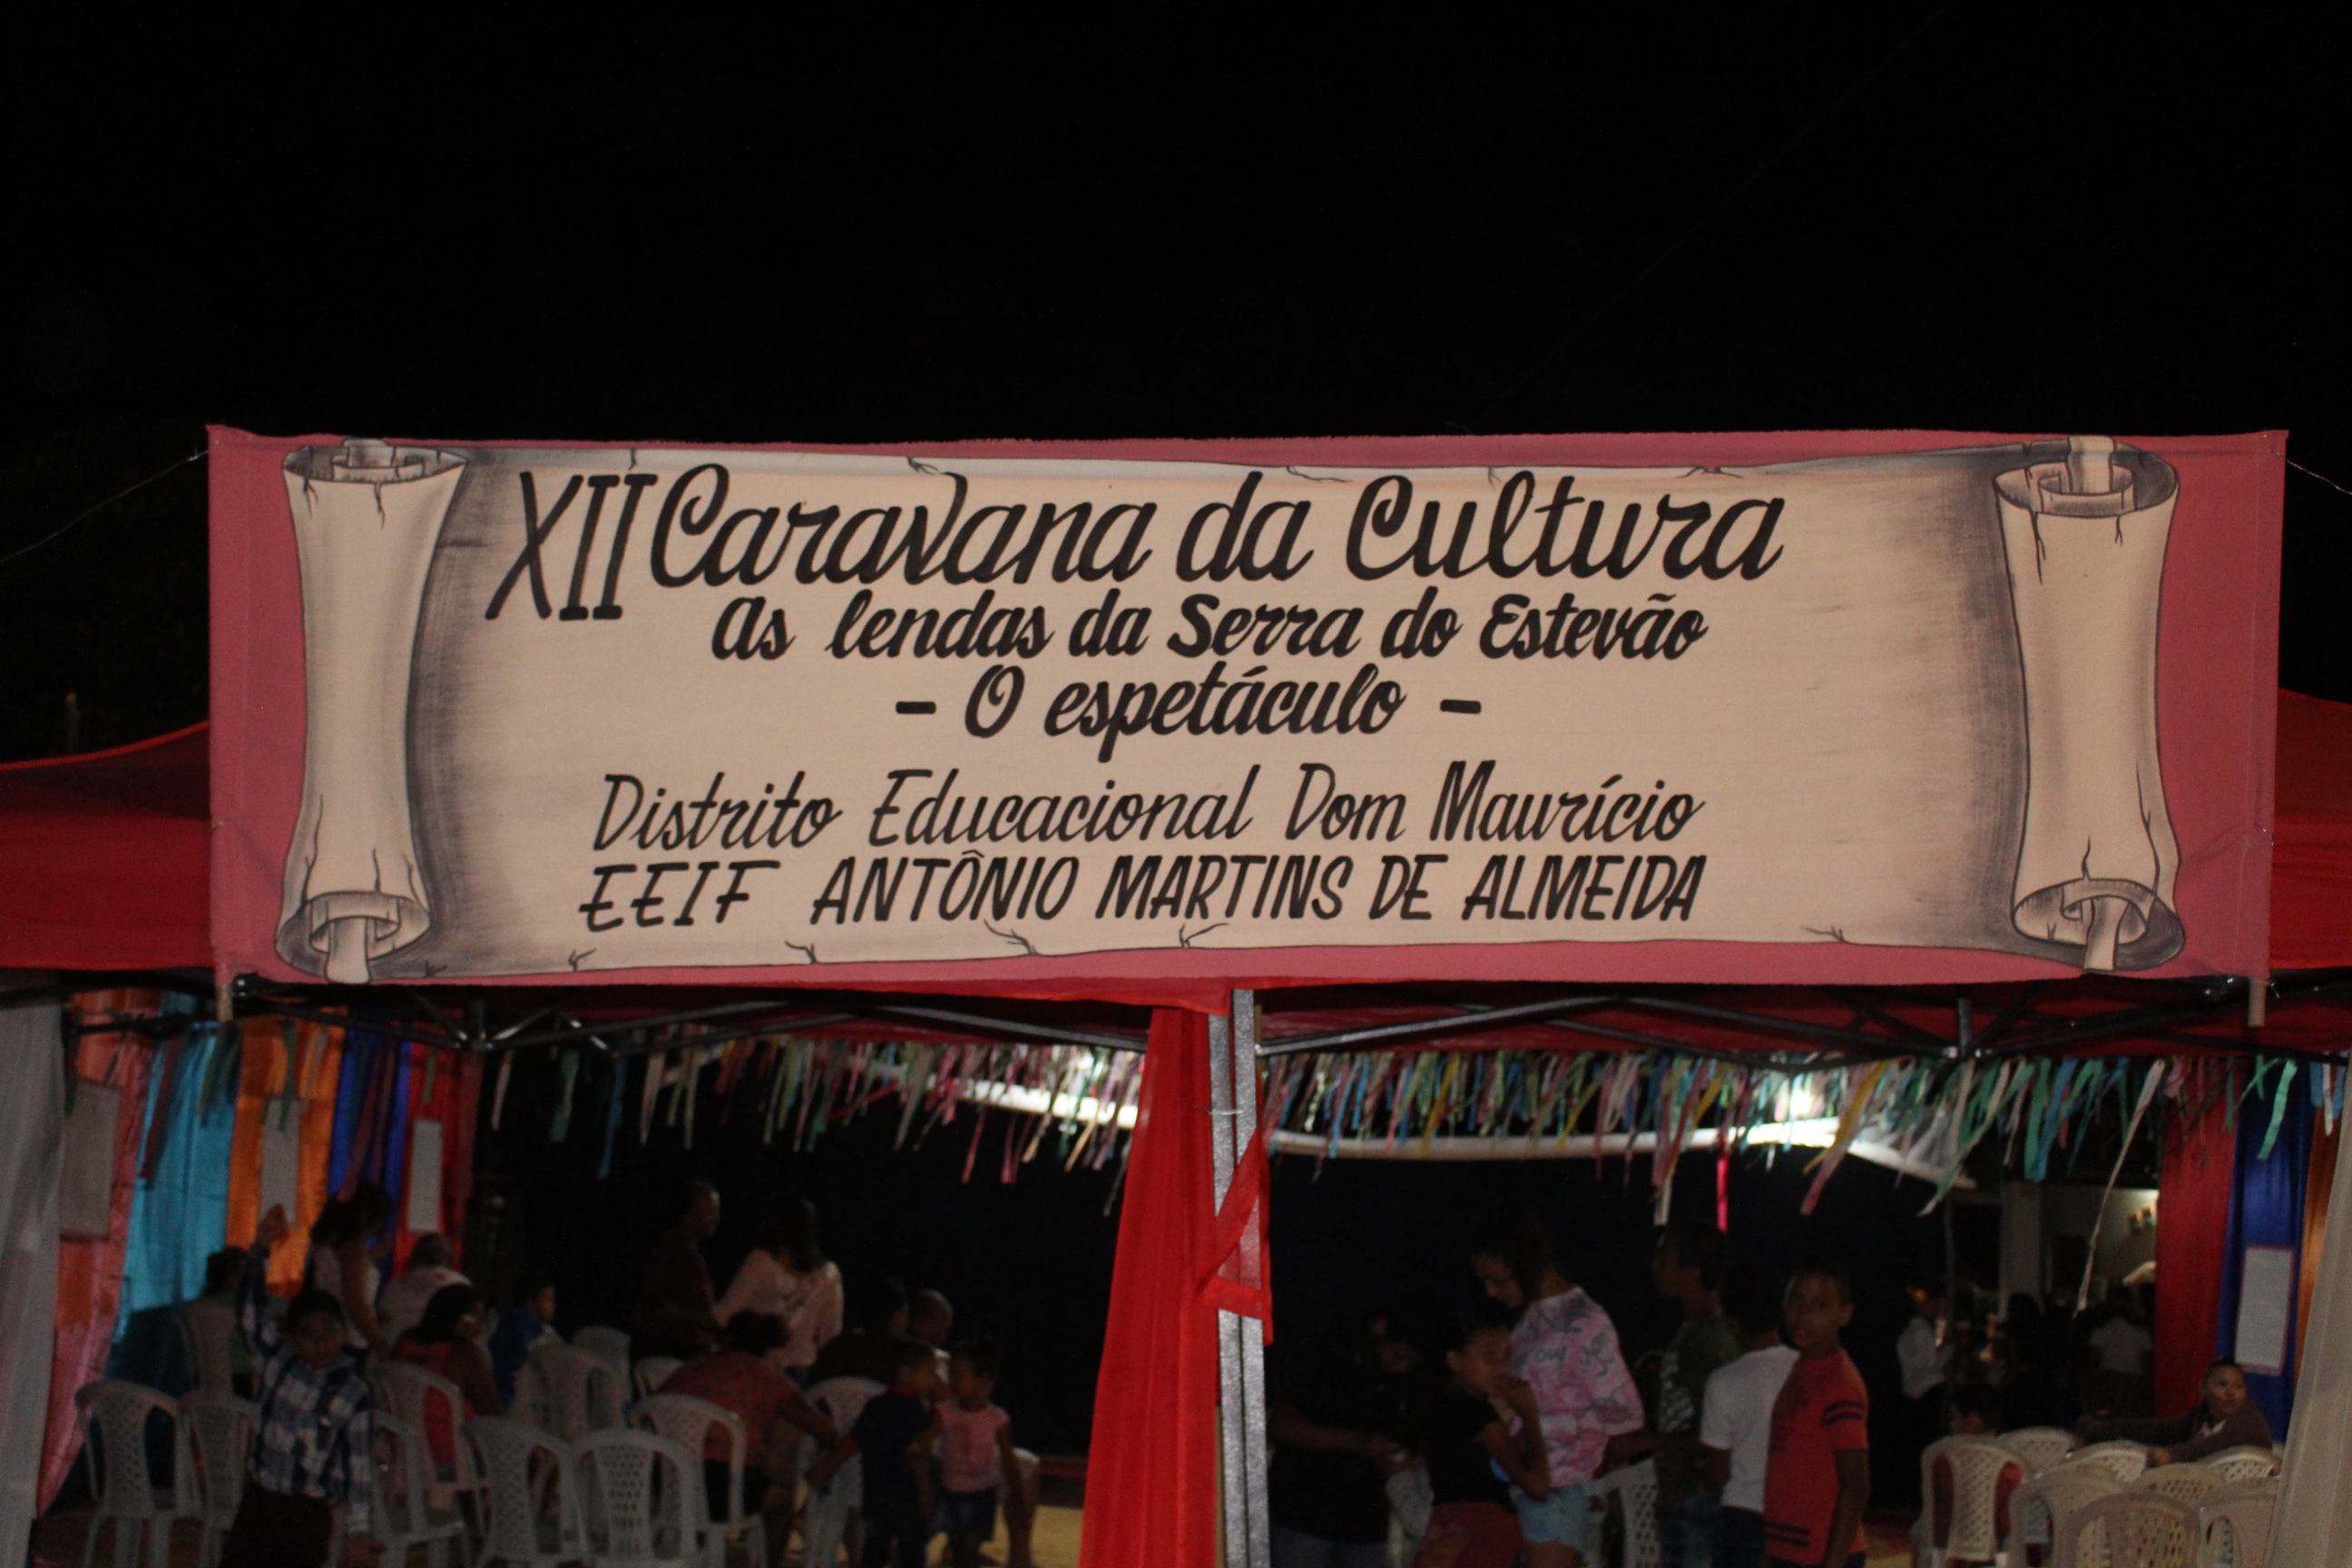 XII Caravana da Cultura
As lendas da Serra do Estevão
- O espetáculo -
Distrito Educacional Dom Maurício
EEIF ANTÔNIO MARTINS DE ALMEIDA